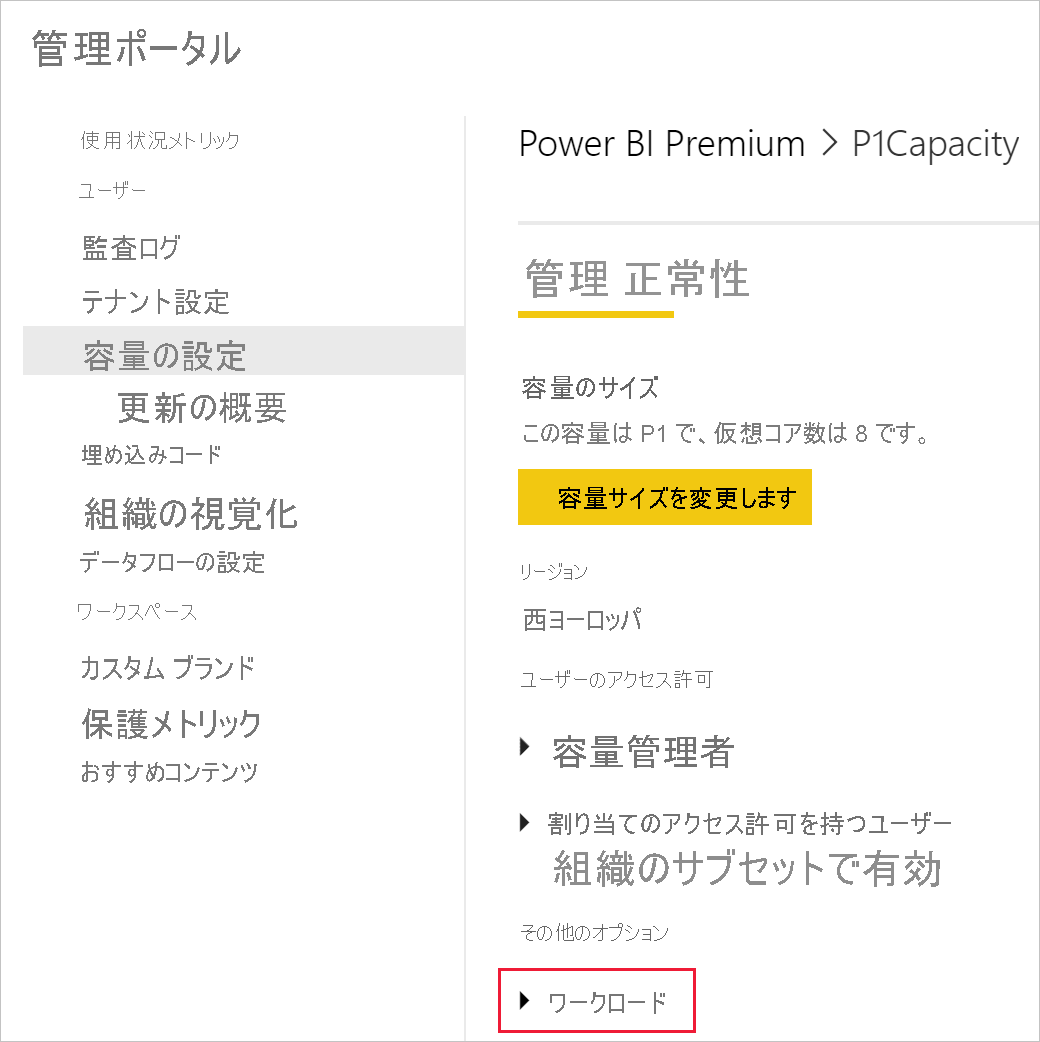 管理ポータル
使用状況メトリック
ユーザー
監査ログ
テナント設定
容量の設定
更新の概要
埋め込みコード
組織の視覚化
データフローの設定
ワークスペース
カスタム ブランド
保護メトリック
おすすめコンテンツ
Power BI Premium > P1Capacity
管理 正常性
容量のサイズ
この容量は P1 で、仮想コア数は 8 です。
容量サイズを変更します
リージョン
西ヨーロッパ
ユーザーのアクセス許可
容量管理者
割り当てのアクセス許可を持つユーザー
組織のサブセットで有効
その他のオプション
ワークロード